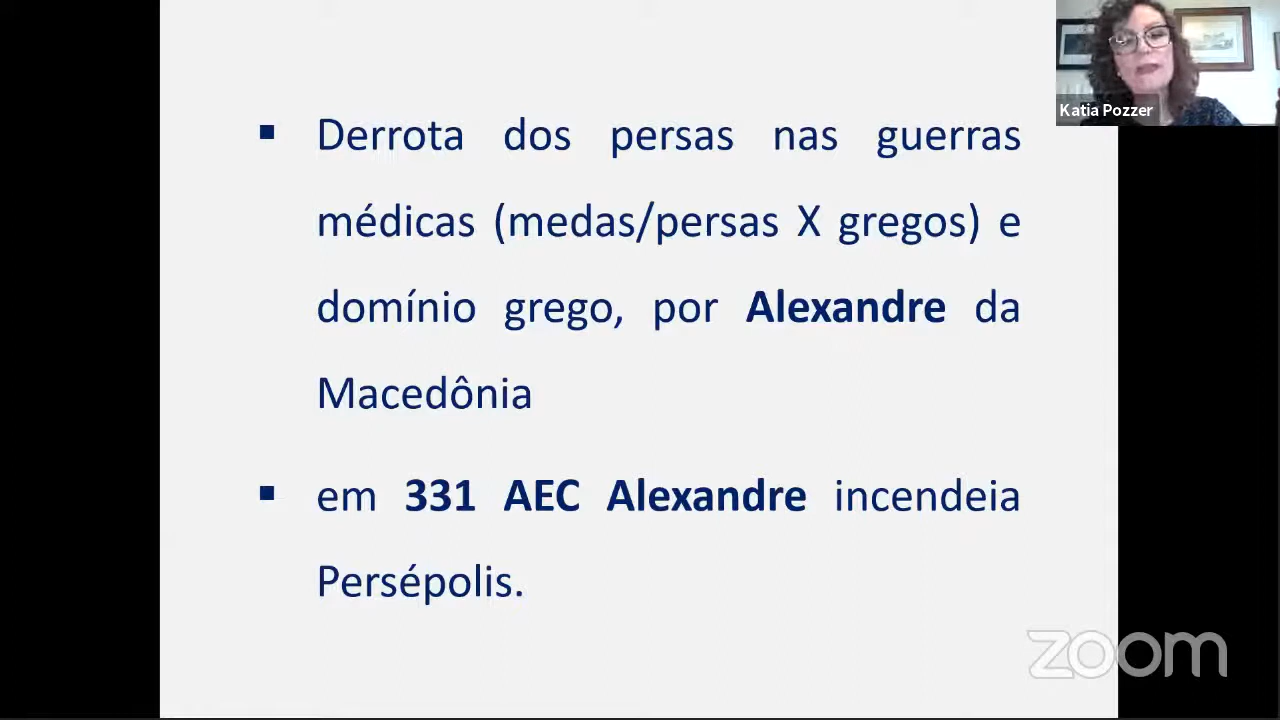 Katia Pozzer
▪ Derrota dos persas nas guerras
médicas (medas/persas X gregos) e
domínio grego, por Alexandre da
Macedônia
▪ em 331 AEC Alexandre incendeia
Persépolis.
zoom